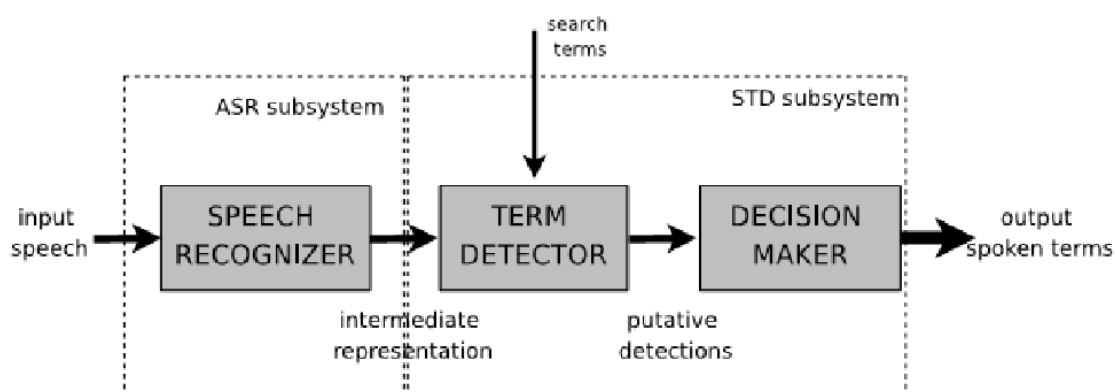 search
terms
ASR subsystem
STD subsystem
input
speech
SPEECH
RECOGNIZER
TERM
DETECTOR
DECISION
MAKER
output
spoken terms
intermediate
representation
putative
detections